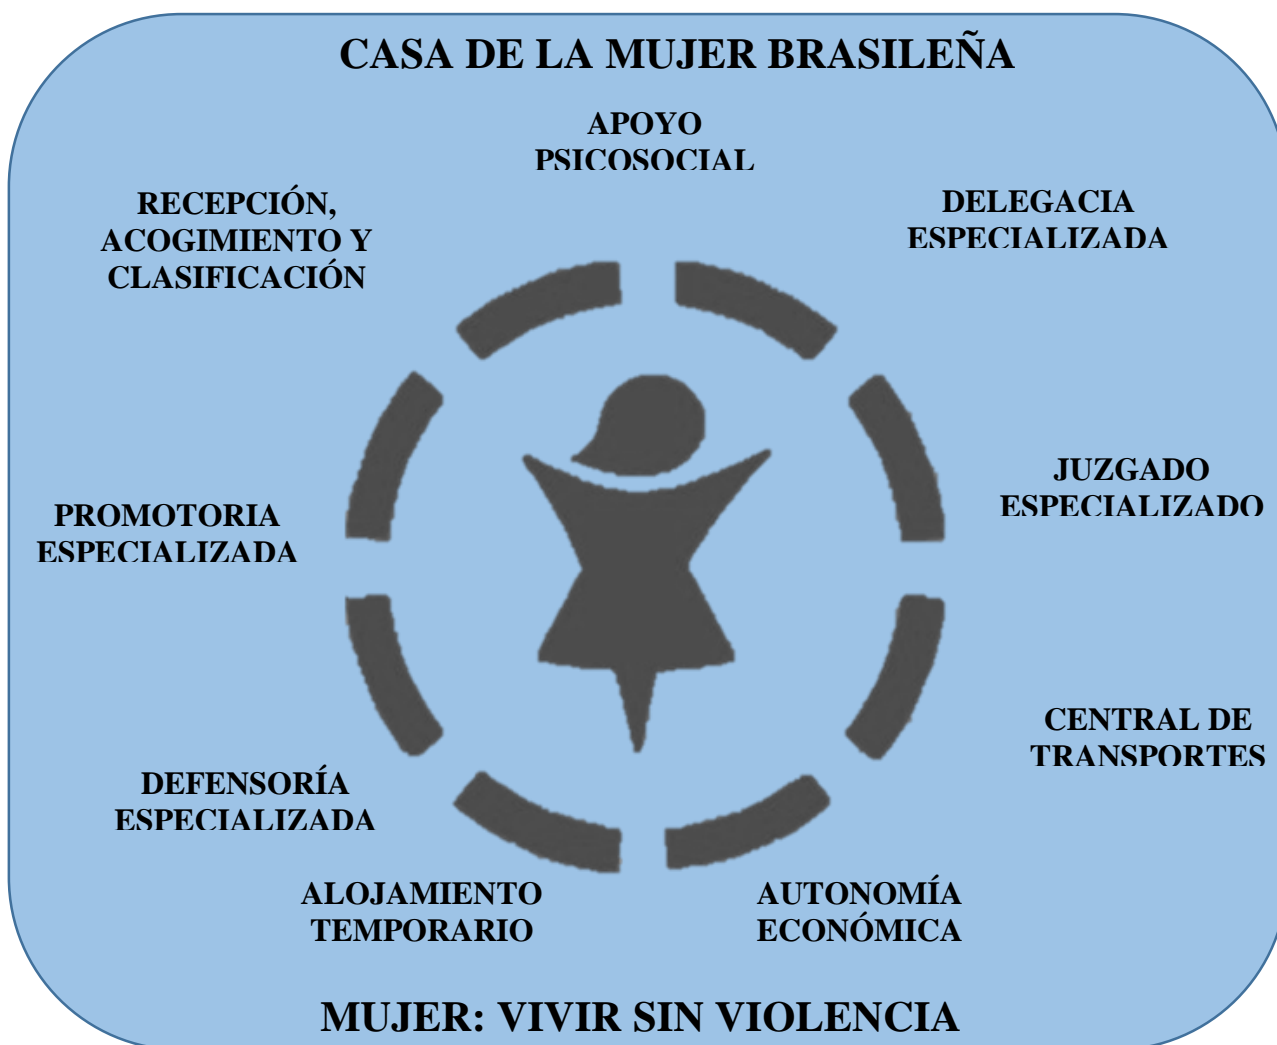 CASA DE LA MUJER BRASILEÑA
APOYO
PSICOSOCIAL
RECEPCIÓN,
ACOGIMIENTO Y
CLASIFICACIÓN
DELEGACIA
ESPECIALIZADA
JUZGADO
ESPECIALIZADO
PROMOTORIA
ESPECIALIZADA
CENTRAL DE
TRANSPORTES
DEFENSORÍA
ESPECIALIZADA
ALOJAMIENTO
TEMPORARIO
AUTONOMÍA
ECONÓMICA
MUJER: VIVIR SIN VIOLENCIA